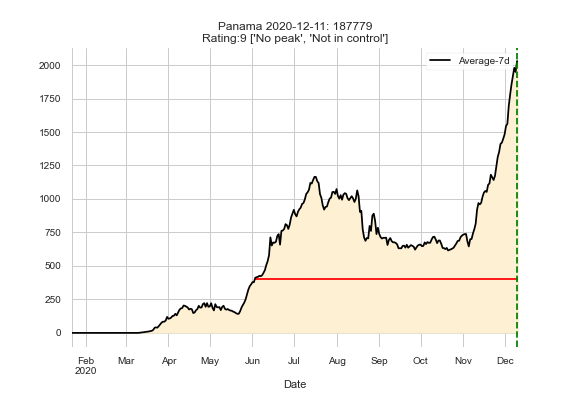 Panama 2020-12-11: 187779
Rating:9 ['No peak', 'Not in control']
Average-7d
2000
1750
1500
1250
1000
750
500
250
0
Feb Mar Apr May Jun Jul Aug Sep Oct Nov Dec
2020
Date